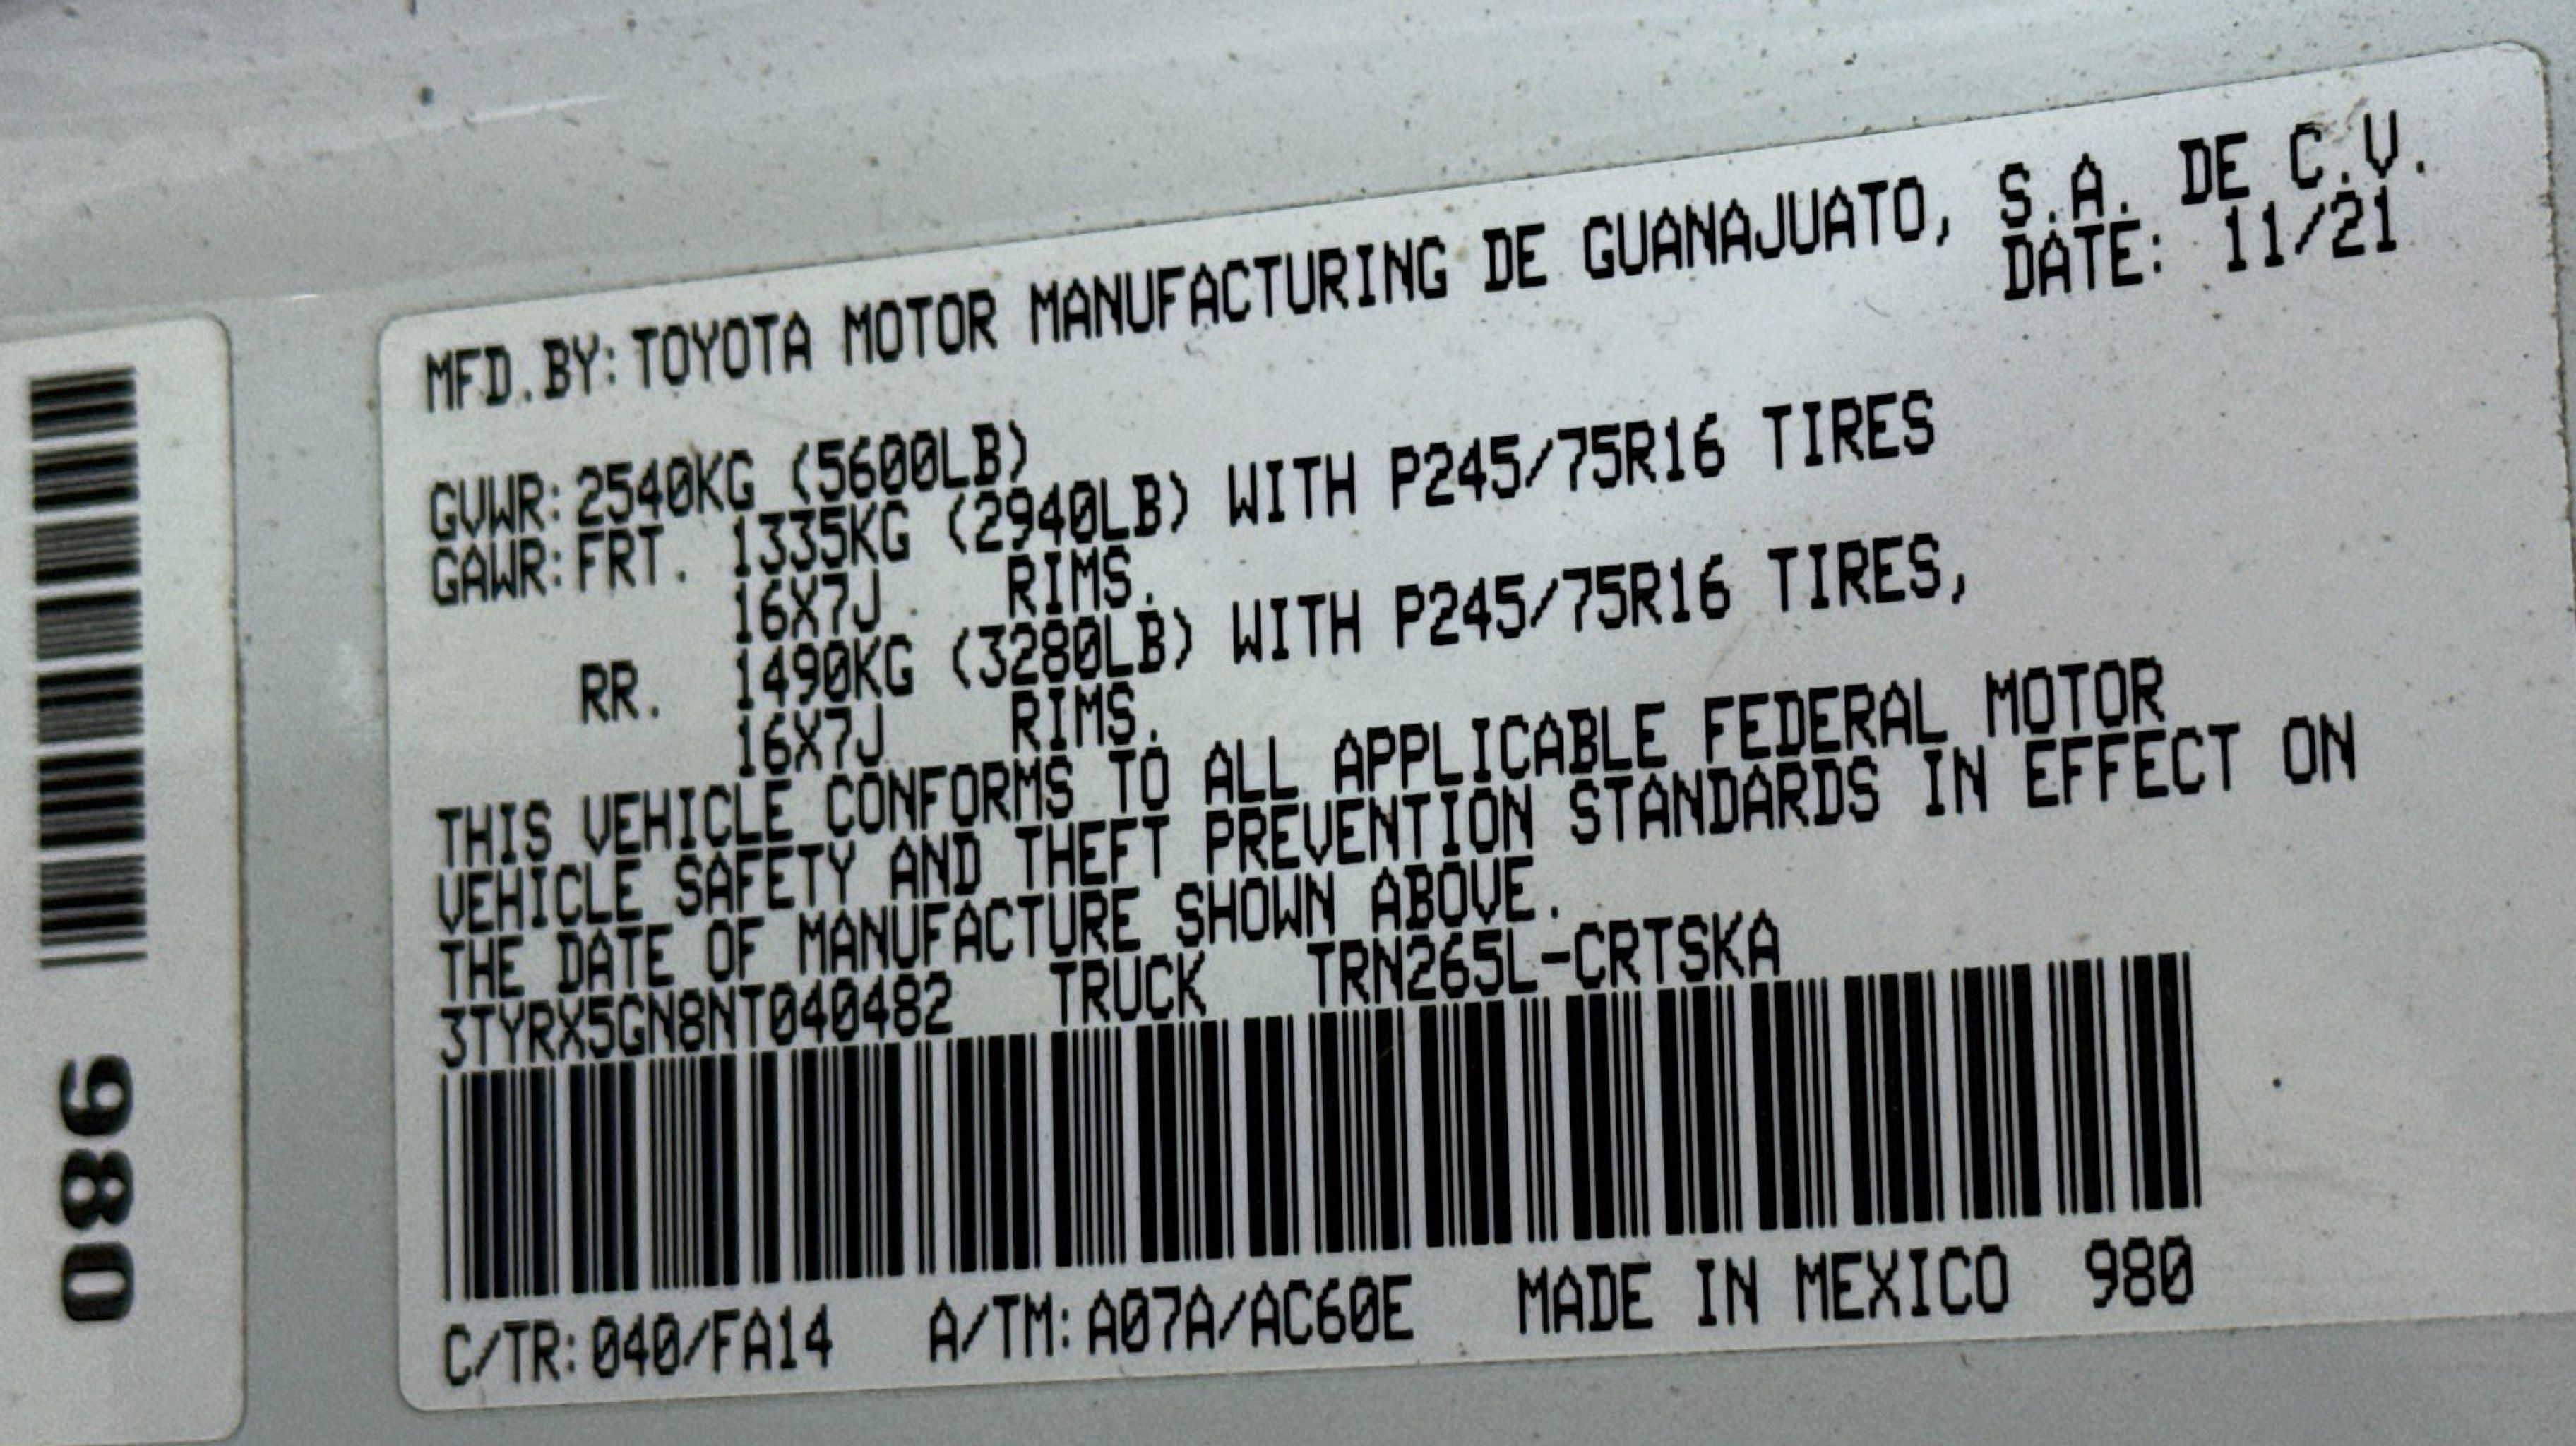 MFD.BY:TOYOTA MOTOR MANUFACTURING DE GUANAJUATO, S.A. DE C.V.
DATE: 11/21
GVWR:2540KG (5600LB)
GAWR:FRT. 1335KG (2940LB) WITH P245/75R16 TIRES
16X7J RIMS.
RR. 1490KG (3280LB) WITH P245/75R16 TIRES,
16X7J RIMS.
THIS VEHICLE CONFORMS TO ALL APPLICABLE FEDERAL MOTOR
VEHICLE SAFETY AND THEFT PREVENTION STANDARDS IN EFFECT ON
THE DATE OF MANUFACTURE SHOWN ABOVE.
3TYRX5GN8NT040482 TRUCK TRN265L-CRTSKA
C/TR:040/FA14 A/TM:A07A/AC60E MADE IN MEXICO 980
980